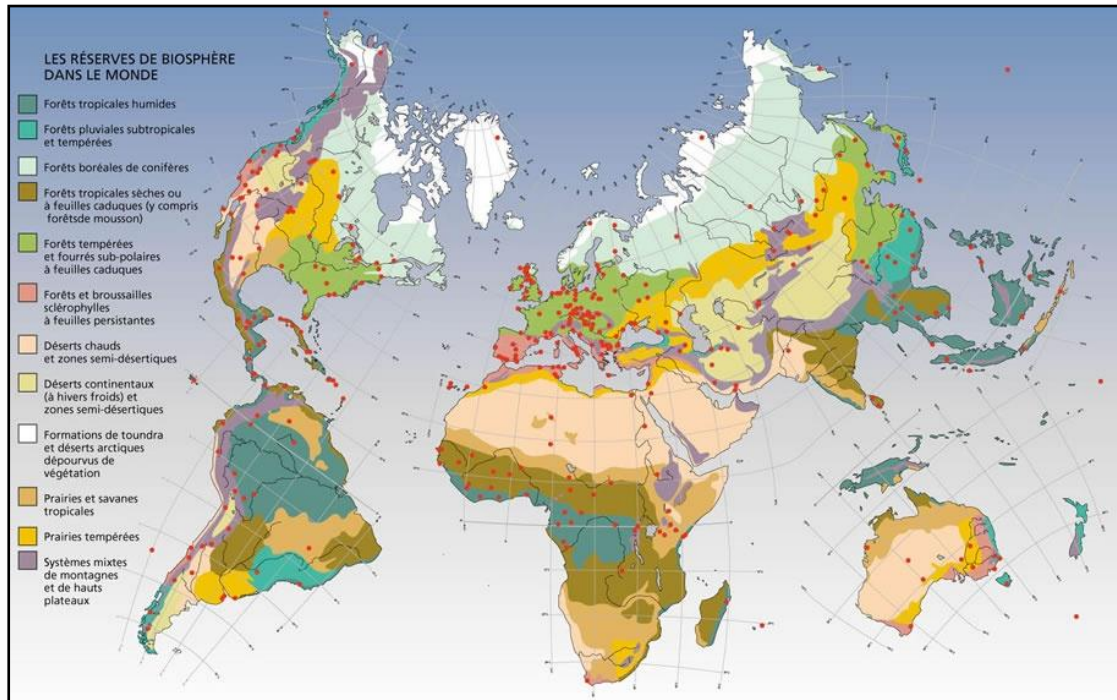 LES RÉSERVES DE BIOSPHÈRE
DANS LE MONDE
Forêts tropicales humides
Forêts pluviales subtropicales
et tempérées
Forêts boréales de conifères
Forêts tropicales sèches ou
à feuilles caduques (y compris
forêtsde mousson)
Forêts tempérées
et fourrés sub-polaires
à feuilles caduques
Forêts et broussailles
sclérophylles
à feuilles persistantes
Déserts chauds
et zones semi-désertiques
Déserts continentaux
(à hivers froids) et
zones semi-désertiques
Formations de toundra
et déserts arctiques
dépourvus de
végétation
Prairies et savanes
tropicales
Prairies tempérées
Systèmes mixtes
de montagnes
et de hauts
plateaux